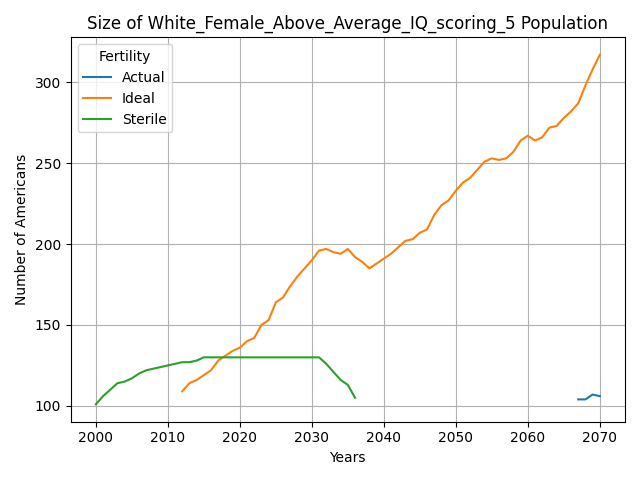 Size of White_Female_Above_Average_IQ_scoring_5 Population
Fertility
Actual
Ideal
Sterile
Number of Americans
300
250
200
150
100
2000 2010 2020 2030 2040 2050 2060 2070
Years